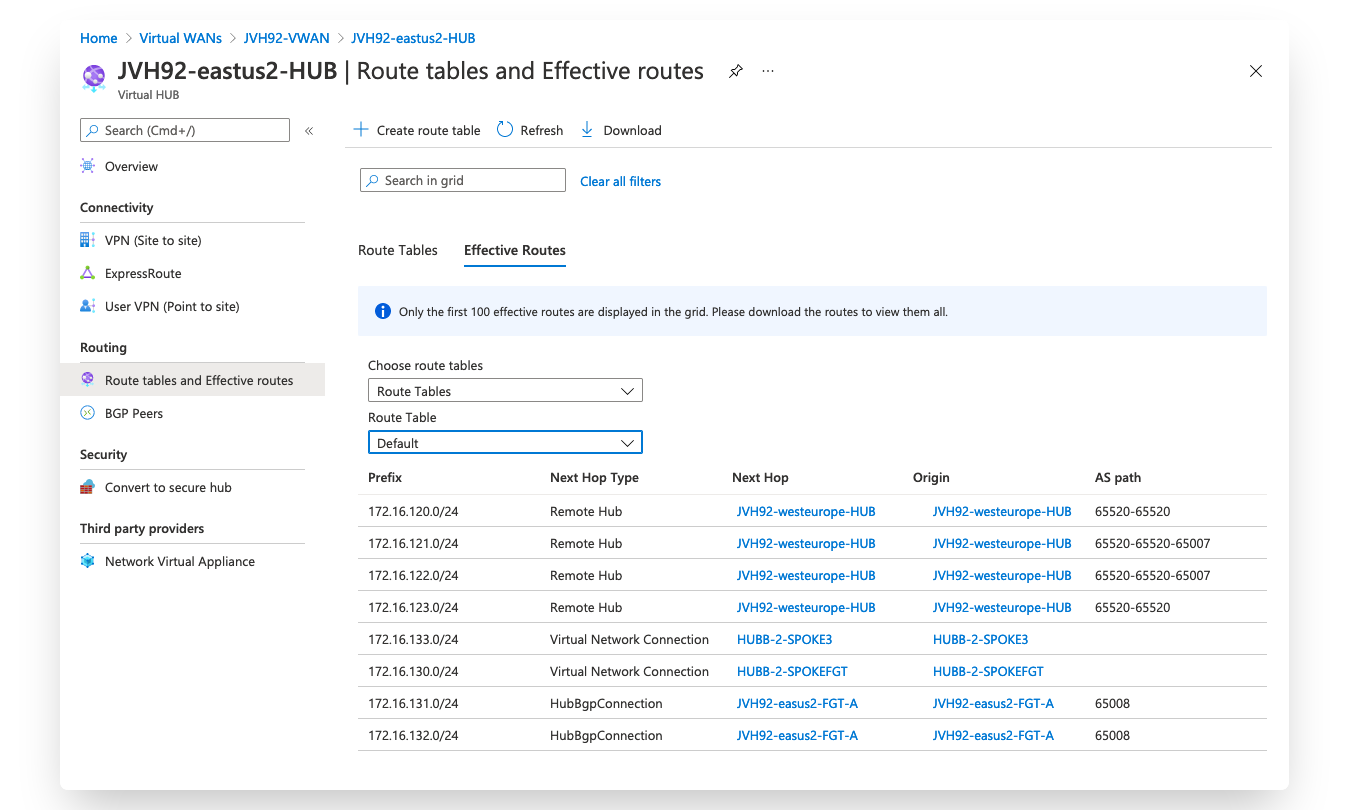 Home > Virtual WANs > JVH92-VWAN > JVH92-eastus2-HUB
JVH92-eastus2-HUB | Route tables and Effective routes ...
Virtual HUB
Search (Cmd+/) «
Overview
Connectivity
VPN (Site to site)
ExpressRoute
User VPN (Point to site)
Routing
Route tables and Effective routes
BGP Peers
Security
Convert to secure hub
Third party providers
Network Virtual Appliance
Create route table Refresh Download
Search in grid Clear all filters
Route Tables Effective Routes
Only the first 100 effective routes are displayed in the grid. Please download the routes to view them all.
Choose route tables
Route Tables
Route Table
Default
Prefix Next Hop Type Next Hop Origin AS path
172.16.120.0/24 Remote Hub JVH92-westeurope-HUB JVH92-westeurope-HUB 65520-65520
172.16.121.0/24 Remote Hub JVH92-westeurope-HUB JVH92-westeurope-HUB 65520-65520-65007
172.16.122.0/24 Remote Hub JVH92-westeurope-HUB JVH92-westeurope-HUB 65520-65520-65007
172.16.123.0/24 Remote Hub JVH92-westeurope-HUB JVH92-westeurope-HUB 65520-65520
172.16.133.0/24 Virtual Network Connection HUBB-2-SPOKE3 HUBB-2-SPOKE3
172.16.130.0/24 Virtual Network Connection HUBB-2-SPOKEFGT HUBB-2-SPOKEFGT
172.16.131.0/24 HubBgpConnection JVH92-easus2-FGT-A JVH92-easus2-FGT-A 65008
172.16.132.0/24 HubBgpConnection JVH92-easus2-FGT-A JVH92-easus2-FGT-A 65008